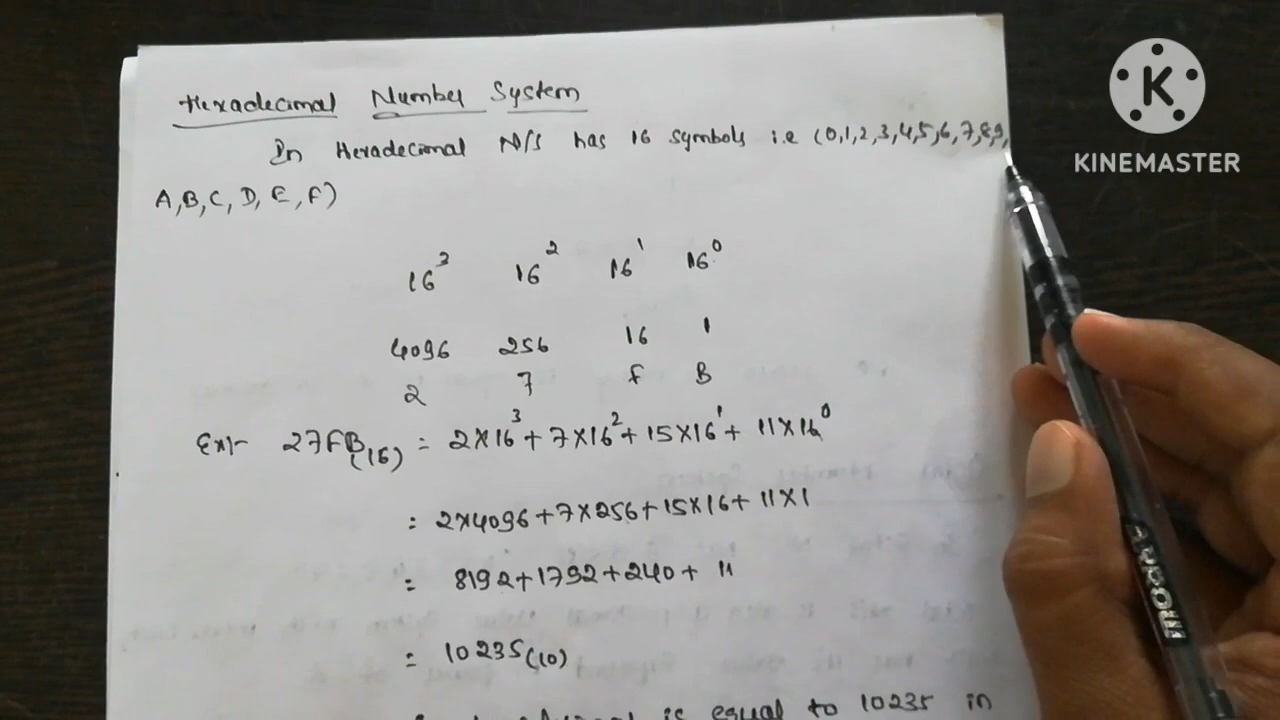 Hexadecimal Number System
In Hexadecimal N/S has 16 symbols i.e (0,1,2,3,4,5,6,7,8,9,
A,B,C,D,E,F)
16³ 16² 16¹ 16⁰
4096 256 16 1
2 7 F B
Ex:- 27FB(16) = 2×16³+7×16²+15×16¹+11×16⁰
= 2×4096+7×256+15×16+11×1
= 8192+1792+240+11
= 10235(10)
is equal to 10235 in
KINEMASTER
MOORE